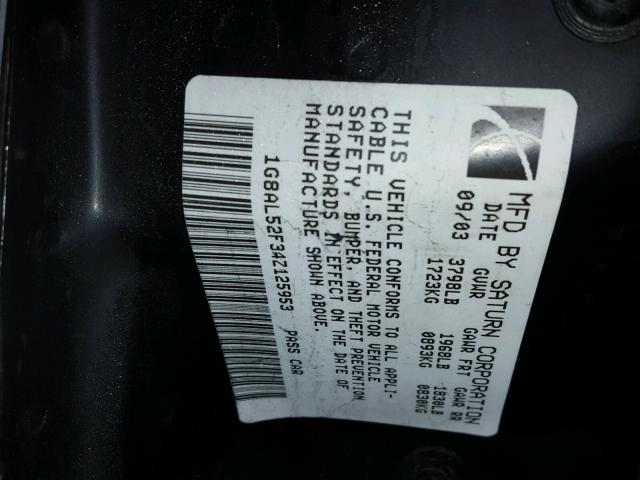 MFD BY SATURN CORPORATION
DATE GVWR GAWR FRT GAWR RR
09/03 3798LB 1968LB 1830LB
1723KG 0893KG 0830KG
THIS VEHICLE CONFORMS TO ALL APPLI-
CABLE U.S. FEDERAL MOTOR VEHICLE
SAFETY, BUMPER, AND THEFT PREVENTION
STANDARDS IN EFFECT ON THE DATE OF
MANUFACTURE SHOWN ABOVE.
1G8AL52F34Z125953 PASS CAR